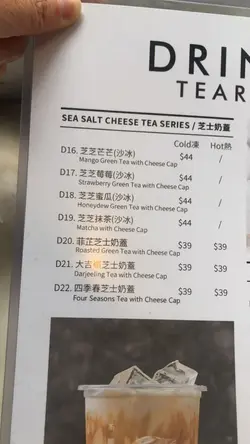 DRIN
TEAR
SEA SALT CHEESE TEA SERIES / 芝士奶蓋
Cold凍 Hot熱
D16. 芝芝芒芒(沙冰) $44 /
Mango Green Tea with Cheese Cap
D17. 芝芝莓莓(沙冰) $44 /
Strawberry Green Tea with Cheese Cap
D18. 芝芝蜜瓜(沙冰) $44 /
Honeydew Green Tea with Cheese Cap
D19. 芝芝抹茶(沙冰) $44 /
Matcha with Cheese Cap
D20. 菲芷芝士奶蓋 $39 $39
Roasted Green Tea with Cheese Cap
D21. 大吉嶺芝士奶蓋 $39 $39
Darjeeling Tea with Cheese Cap
D22. 四季春芝士奶蓋 $39 $39
Four Seasons Tea with Cheese Cap